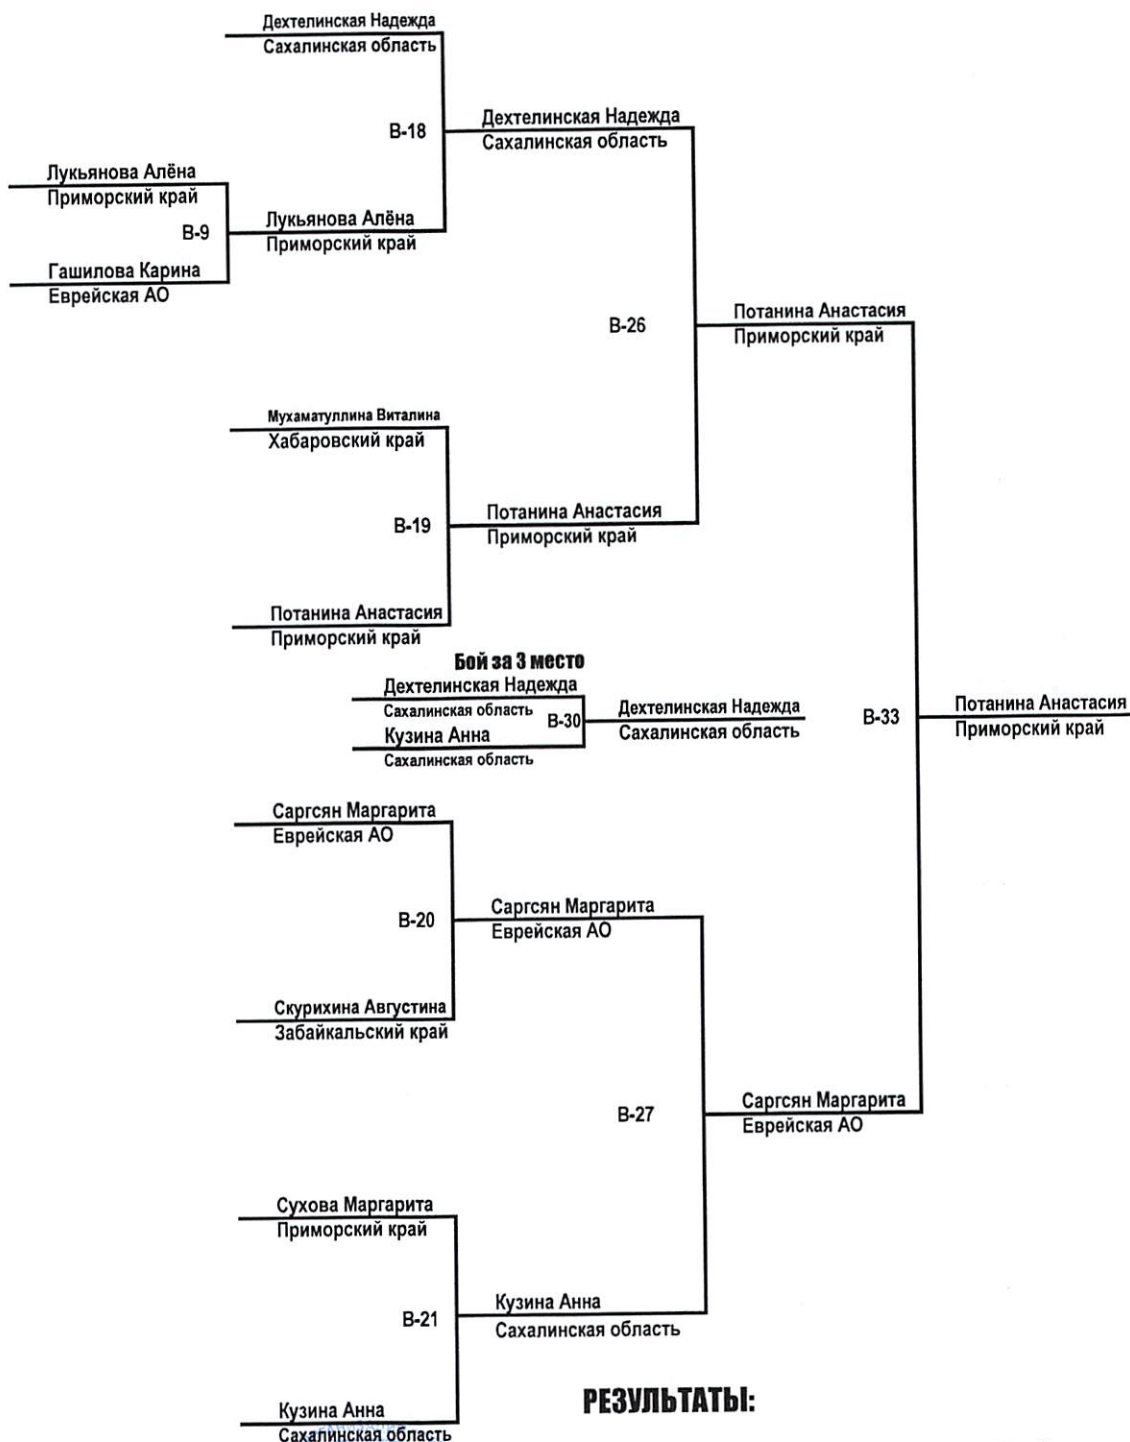 Дехтелинская Надежда
Сахалинская область
В-18
Дехтелинская Надежда
Сахалинская область
Лукьянова Алёна
Приморский край
В-9
Лукьянова Алёна
Приморский край
Гашилова Карина
Еврейская АО
В-26
Потанина Анастасия
Приморский край
Мухаматуллина Виталина
Хабаровский край
В-19
Потанина Анастасия
Приморский край
Потанина Анастасия
Приморский край
Бой за 3 место
Дехтелинская Надежда
Сахалинская область
В-30
Дехтелинская Надежда
Сахалинская область
Кузина Анна
Сахалинская область
В-33
Потанина Анастасия
Приморский край
Саргсян Маргарита
Еврейская АО
В-20
Саргсян Маргарита
Еврейская АО
Скурихина Августина
Забайкальский край
В-27
Саргсян Маргарита
Еврейская АО
Сухова Маргарита
Приморский край
В-21
Кузина Анна
Сахалинская область
РЕЗУЛЬТАТЫ:
Кузина Анна
Сахалинская область